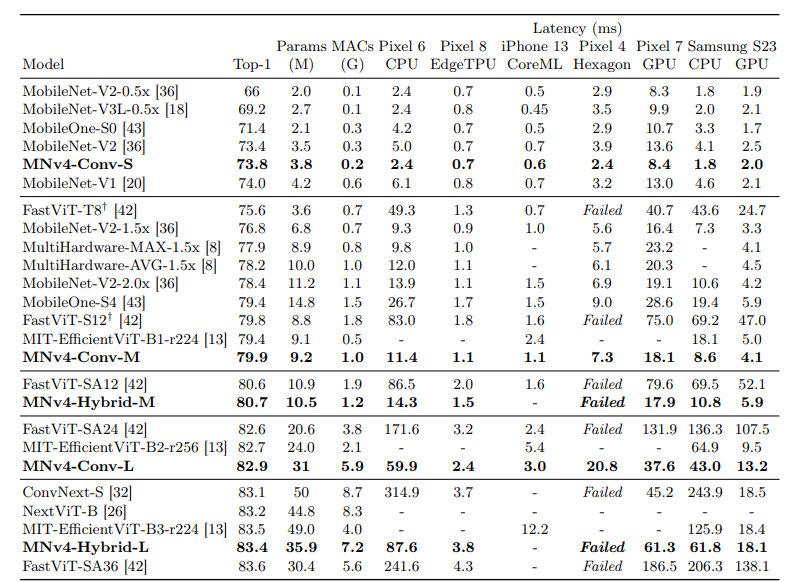 Latency (ms)
Params MACs Pixel 6 Pixel 8 iPhone 13 Pixel 4 Pixel 7 Samsung S23
Model Top-1 (M) (G) CPU EdgeTPU CoreML Hexagon GPU CPU GPU
MobileNet-V2-0.5x [36] 66 2.0 0.1 2.4 0.7 0.5 2.9 8.3 1.8 1.9
MobileNet-V3L-0.5x [18] 69.2 2.7 0.1 2.4 0.8 0.45 3.5 9.9 2.0 2.1
MobileOne-S0 [43] 71.4 2.1 0.3 4.2 0.7 0.5 2.9 10.7 3.3 1.7
MobileNet-V2 [36] 73.4 3.5 0.3 5.0 0.7 0.7 3.9 13.6 4.1 2.5
MNv4-Conv-S 73.8 3.8 0.2 2.4 0.7 0.6 2.4 8.4 1.8 2.0
MobileNet-V1 [20] 74.0 4.2 0.6 6.1 0.8 0.7 3.2 13.0 4.6 2.1
FastViT-T8† [42] 75.6 3.6 0.7 49.3 1.3 0.7 Failed 40.7 43.6 24.7
MobileNet-V2-1.5x [36] 76.8 6.8 0.7 9.3 0.9 1.0 5.6 16.4 7.3 3.3
MultiHardware-MAX-1.5x [8] 77.9 8.9 0.8 9.8 1.0 - 5.7 23.2 - 4.1
MultiHardware-AVG-1.5x [8] 78.2 10.0 1.0 12.0 1.1 - 6.1 20.3 - 4.5
MobileNet-V2-2.0x [36] 78.4 11.2 1.1 13.9 1.1 1.5 6.9 19.1 10.6 4.2
MobileOne-S4 [43] 79.4 14.8 1.5 26.7 1.7 1.5 9.0 28.6 19.4 5.9
FastViT-S12† [42] 79.8 8.8 1.8 83.0 1.8 1.6 Failed 75.0 69.2 47.0
MIT-EfficientViT-B1-r224 [13] 79.4 9.1 0.5 - - 2.4 - - 18.1 5.0
MNv4-Conv-M 79.9 9.2 1.0 11.4 1.1 1.1 7.3 18.1 8.6 4.1
FastViT-SA12 [42] 80.6 10.9 1.9 86.5 2.0 1.6 Failed 79.6 69.5 52.1
MNv4-Hybrid-M 80.7 10.5 1.2 14.3 1.5 - Failed 17.9 10.8 5.9
FastViT-SA24 [42] 82.6 20.6 3.8 171.6 3.2 2.4 Failed 131.9 136.3 107.5
MIT-EfficientViT-B2-r256 [13] 82.7 24.0 2.1 - - 5.4 - - 64.9 9.5
MNv4-Conv-L 82.9 31 5.9 59.9 2.4 3.0 20.8 37.6 43.0 13.2
ConvNext-S [32] 83.1 50 8.7 314.9 3.7 - Failed 45.2 243.9 18.5
NextViT-B [26] 83.2 44.8 8.3 - - - - - - -
MIT-EfficientViT-B3-r224 [13] 83.5 49.0 4.0 - - 12.2 - - 125.9 18.4
MNv4-Hybrid-L 83.4 35.9 7.2 87.6 3.8 - Failed 61.3 61.8 18.1
FastViT-SA36 [42] 83.6 30.4 5.6 241.6 4.3 - Failed 186.5 206.3 138.1